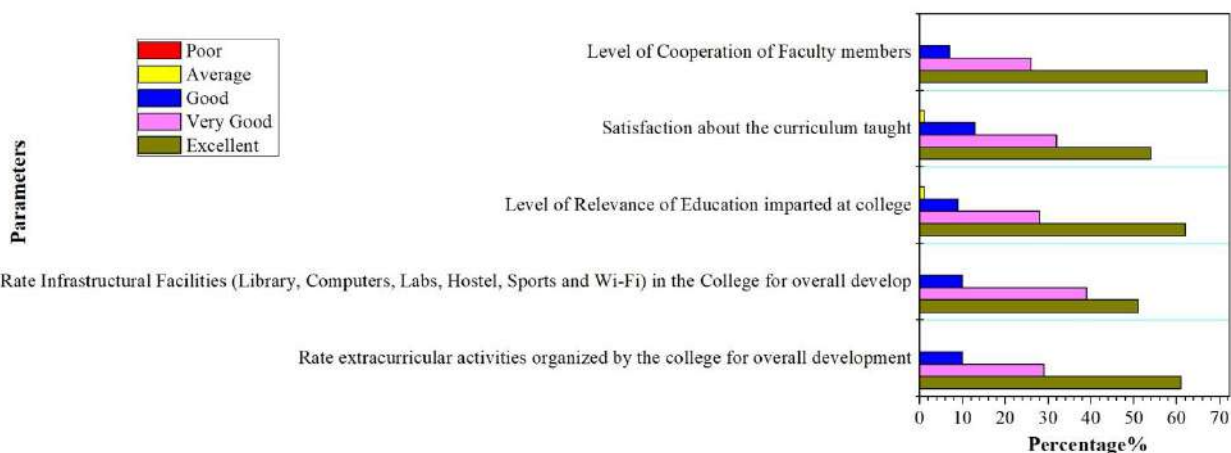 Poor
Average
Good
Very Good
Excellent
Parameters
Level of Cooperation of Faculty members
Satisfaction about the curriculum taught
Level of Relevance of Education imparted at college
Rate Infrastructural Facilities (Library, Computers, Labs, Hostel, Sports and Wi-Fi) in the College for overall develop
Rate extracurricular activities organized by the college for overall development
0 10 20 30 40 50 60 70
Percentage%